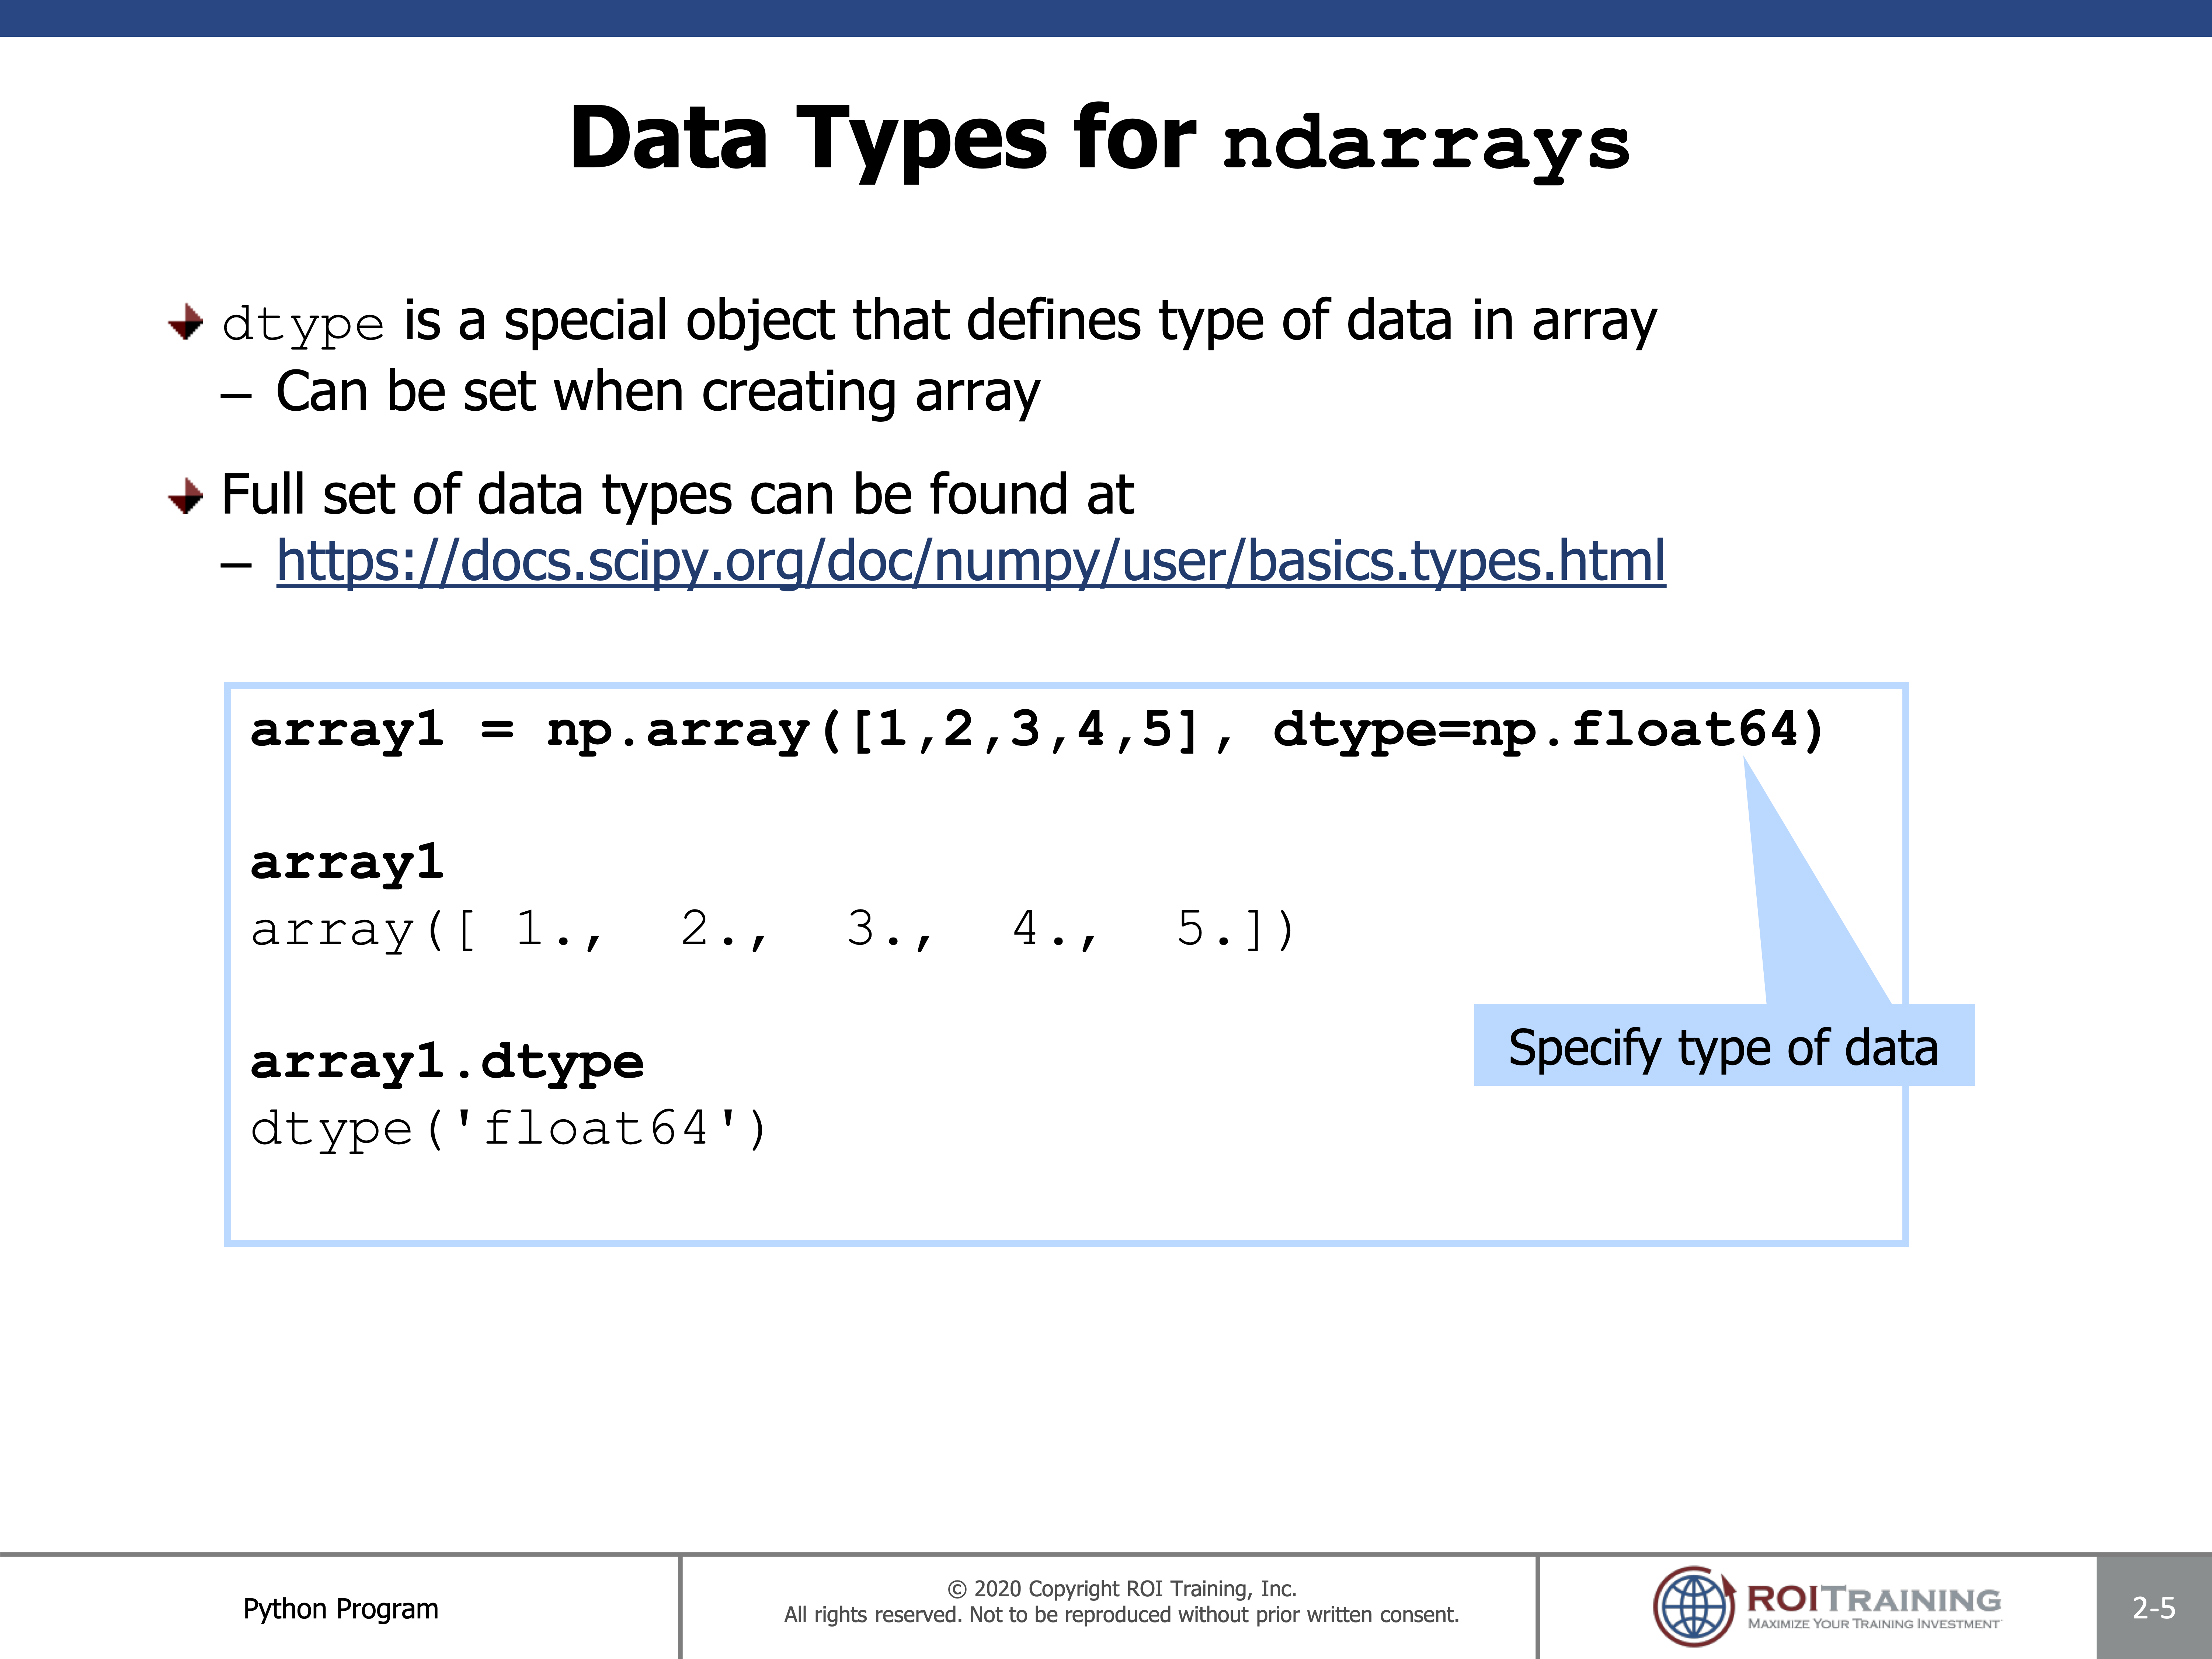 Data Types for ndarrays
dtype is a special object that defines type of data in array
– Can be set when creating array
Full set of data types can be found at
– https://docs.scipy.org/doc/numpy/user/basics.types.html
array1 = np.array([1,2,3,4,5], dtype=np.float64)
array1
array([ 1.,  2.,  3.,  4.,  5.])
array1.dtype
dtype('float64')
Specify type of data
Python Program
© 2020 Copyright ROI Training, Inc.
All rights reserved. Not to be reproduced without prior written consent.
ROITRAINING
MAXIMIZE YOUR TRAINING INVESTMENT
2-5